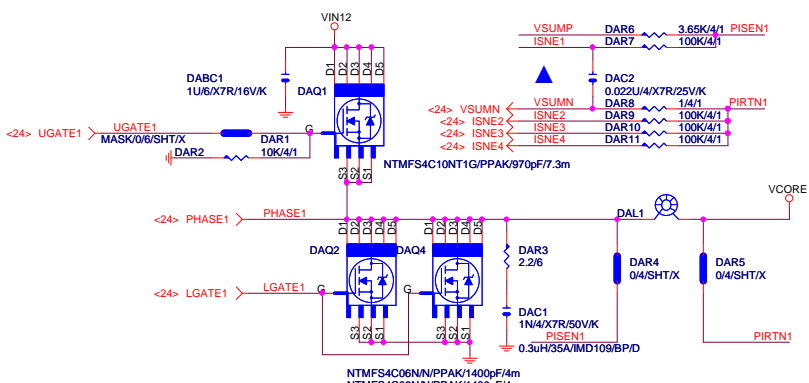 VIN12
VSUMP DAR6 3.65K/4/1 PISEN1
ISNE1 DAR7 100K/4/1
D1 D2 D3 D4 D5
DABC1
1U/6/X7R/16V/K
DAQ1
DAC2
0.022U/4/X7R/25V/K
<24> VSUMN VSUMN DAR8 1/4/1 PIRTN1
<24> ISNE2 ISNE2 DAR9 100K/4/1
<24> ISNE3 ISNE3 DAR10 100K/4/1
<24> ISNE4 ISNE4 DAR11 100K/4/1
<24> UGATE1 UGATE1 G
MASK/0/6/SHT/X DAR1
DAR2 10K/4/1
S3 S2 S1
NTMFS4C10NT1G/PPAK/970pF/7.3m
VCORE
<24> PHASE1 PHASE1 DAL1
D1 D2 D3 D4 D5 D1 D2 D3 D4 D5
DAQ2 DAQ4
DAR3
2.2/6
DAR4
0/4/SHT/X
DAR5
0/4/SHT/X
<24> LGATE1 LGATE1 G G
DAC1
1N/4/X7R/50V/K
S3 S2 S1 S3 S2 S1
PISEN1 PIRTN1
0.3uH/35A/IMD109/BP/D
NTMFS4C06N/N/PPAK/1400pF/4m